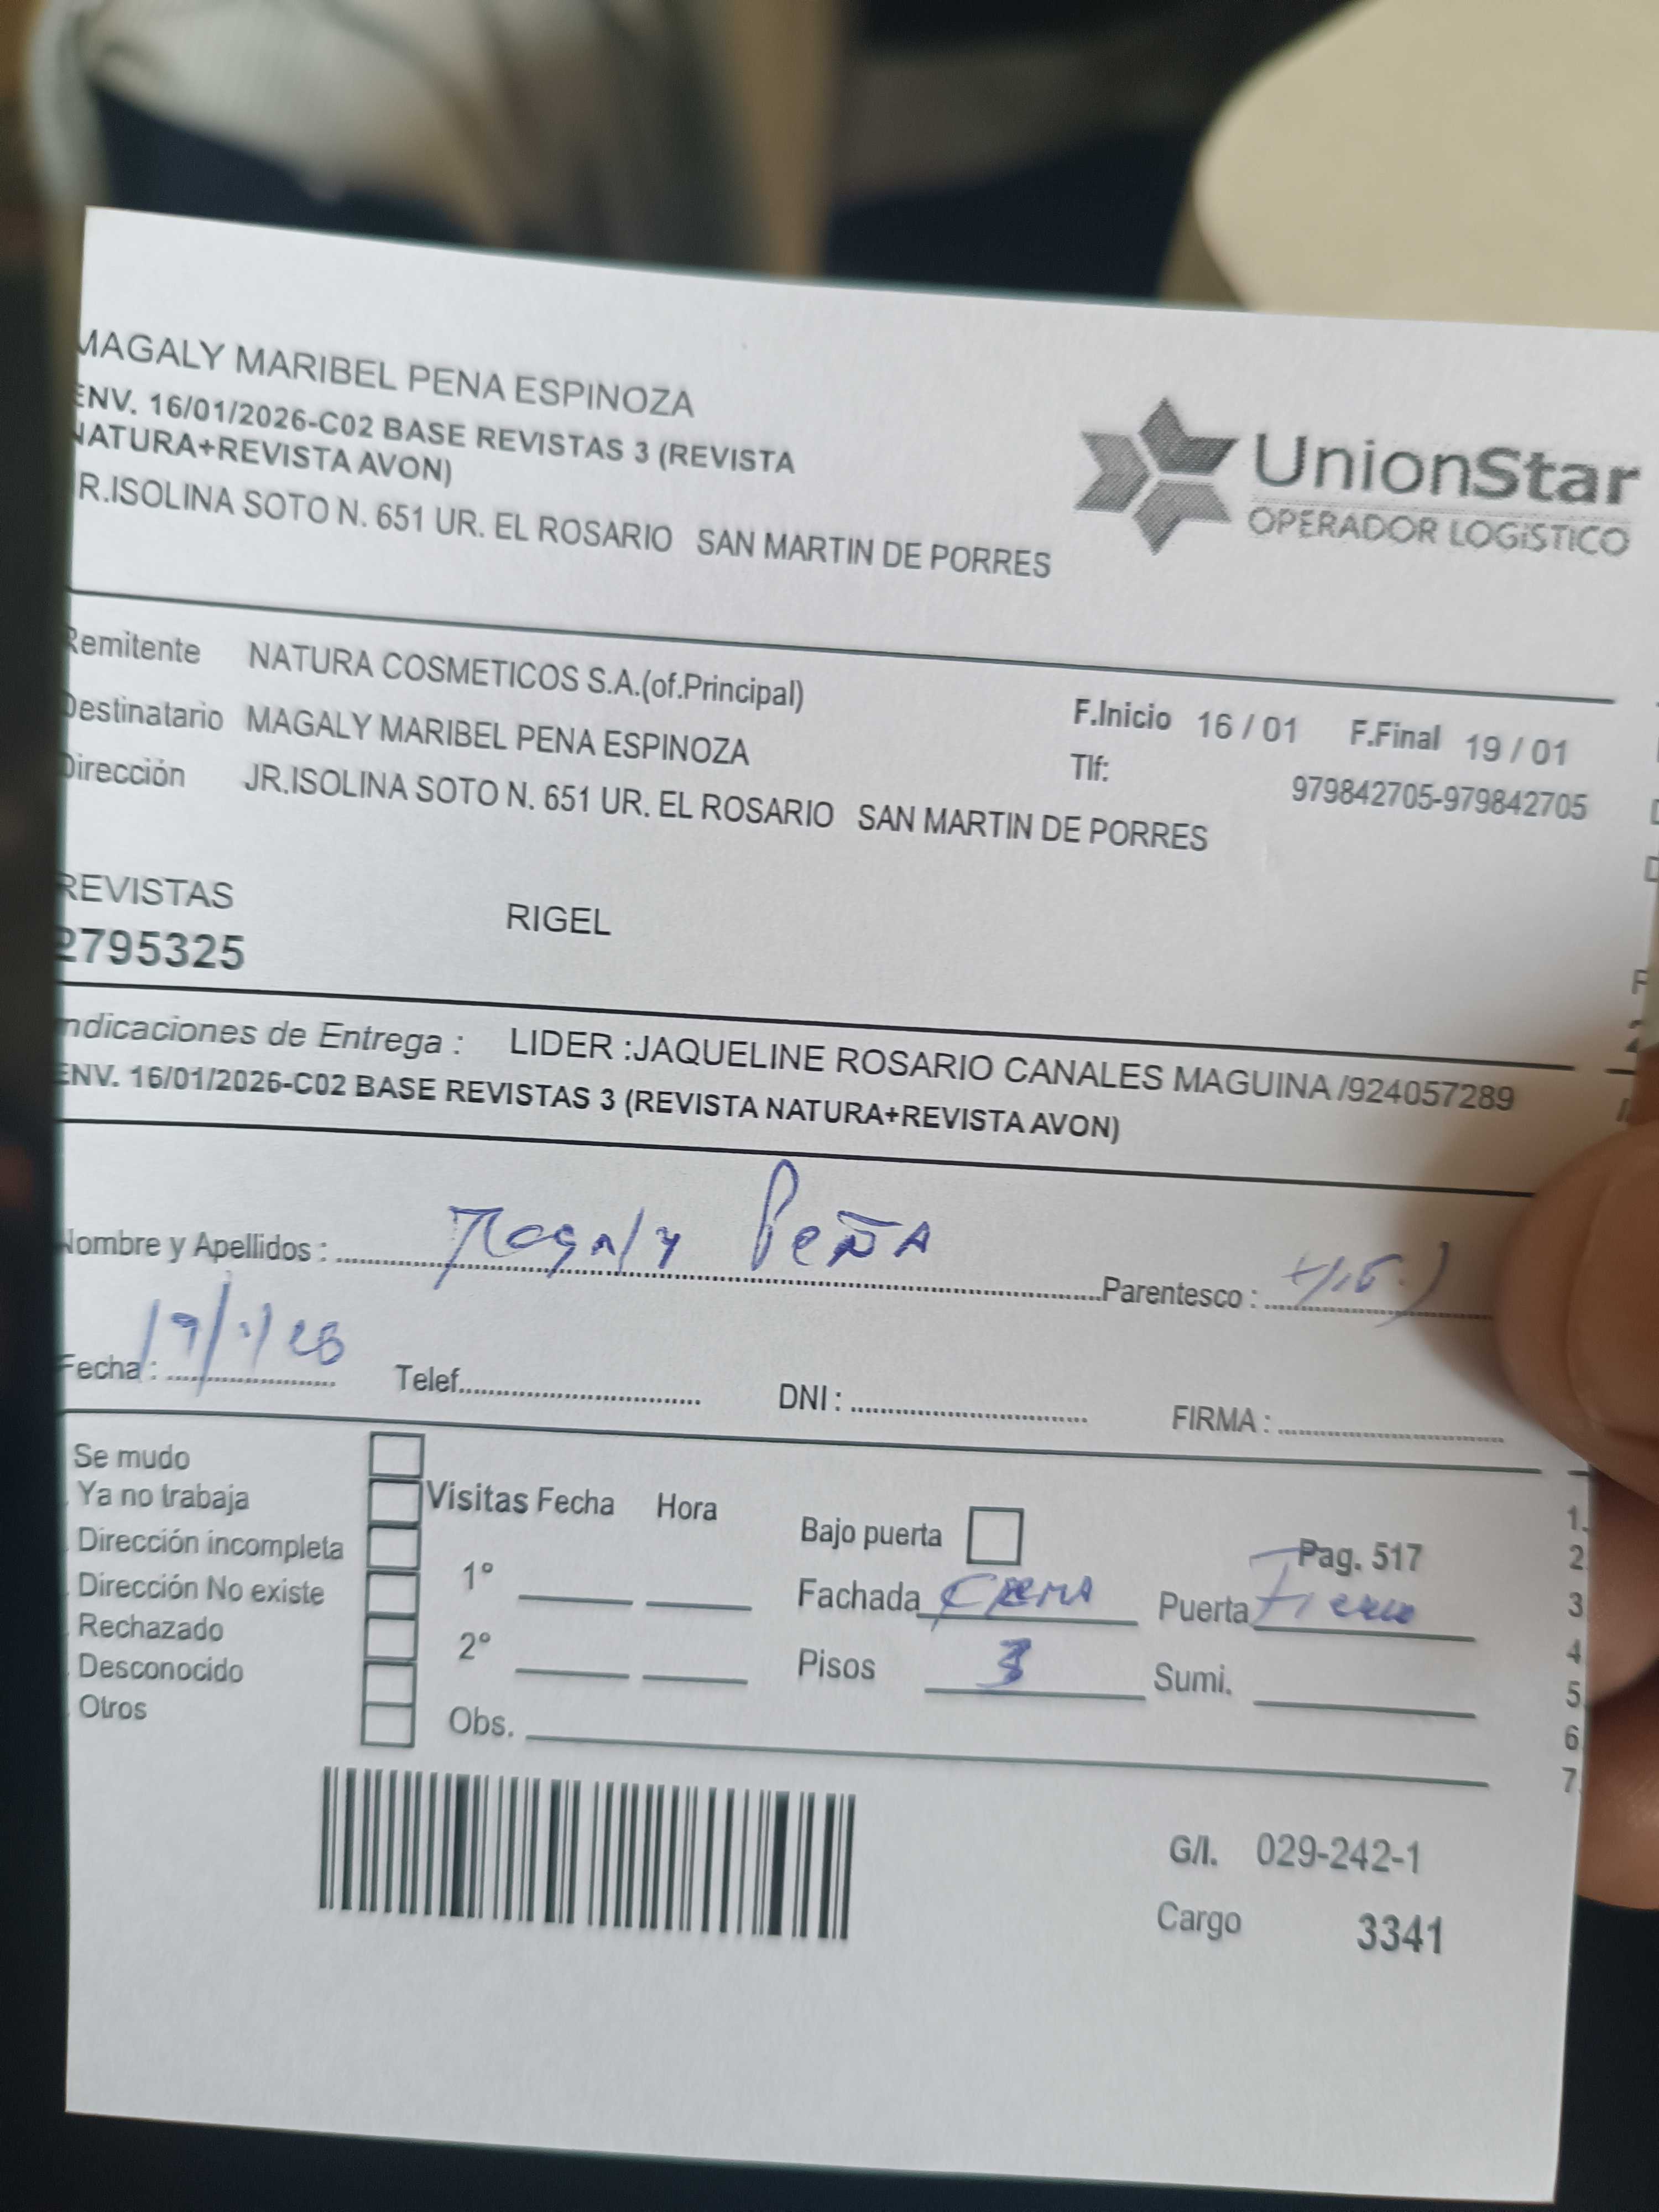 MAGALY MARIBEL PENA ESPINOZA
ENV. 16/01/2026-C02 BASE REVISTAS 3 (REVISTA
NATURA+REVISTA AVON)
R.ISOLINA SOTO N. 651 UR. EL ROSARIO SAN MARTIN DE PORRES
UnionStar
OPERADOR LOGíSTICO
Remitente NATURA COSMETICOS S.A.(of.Principal)
F.Inicio 16 / 01 F.Final 19 / 01
Destinatario MAGALY MARIBEL PENA ESPINOZA
Tlf: 979842705-979842705
Dirección JR.ISOLINA SOTO N. 651 UR. EL ROSARIO SAN MARTIN DE PORRES
REVISTAS RIGEL
2795325
Indicaciones de Entrega : LIDER :JAQUELINE ROSARIO CANALES MAGUINA /924057289
ENV. 16/01/2026-C02 BASE REVISTAS 3 (REVISTA NATURA+REVISTA AVON)
Nombre y Apellidos : Magaly Peña Parentesco :
Fecha : Telef. DNI : FIRMA :
Se mudo
Ya no trabaja
Dirección incompleta
Dirección No existe
Rechazado
Desconocido
Otros
Visitas Fecha Hora
1°
2°
Obs.
Bajo puerta
Pag. 517
Fachada CREMA Puerta Fierro
Pisos 3 Sumi.
G/I. 029-242-1
Cargo 3341
1.
2
3
4
5
6
7